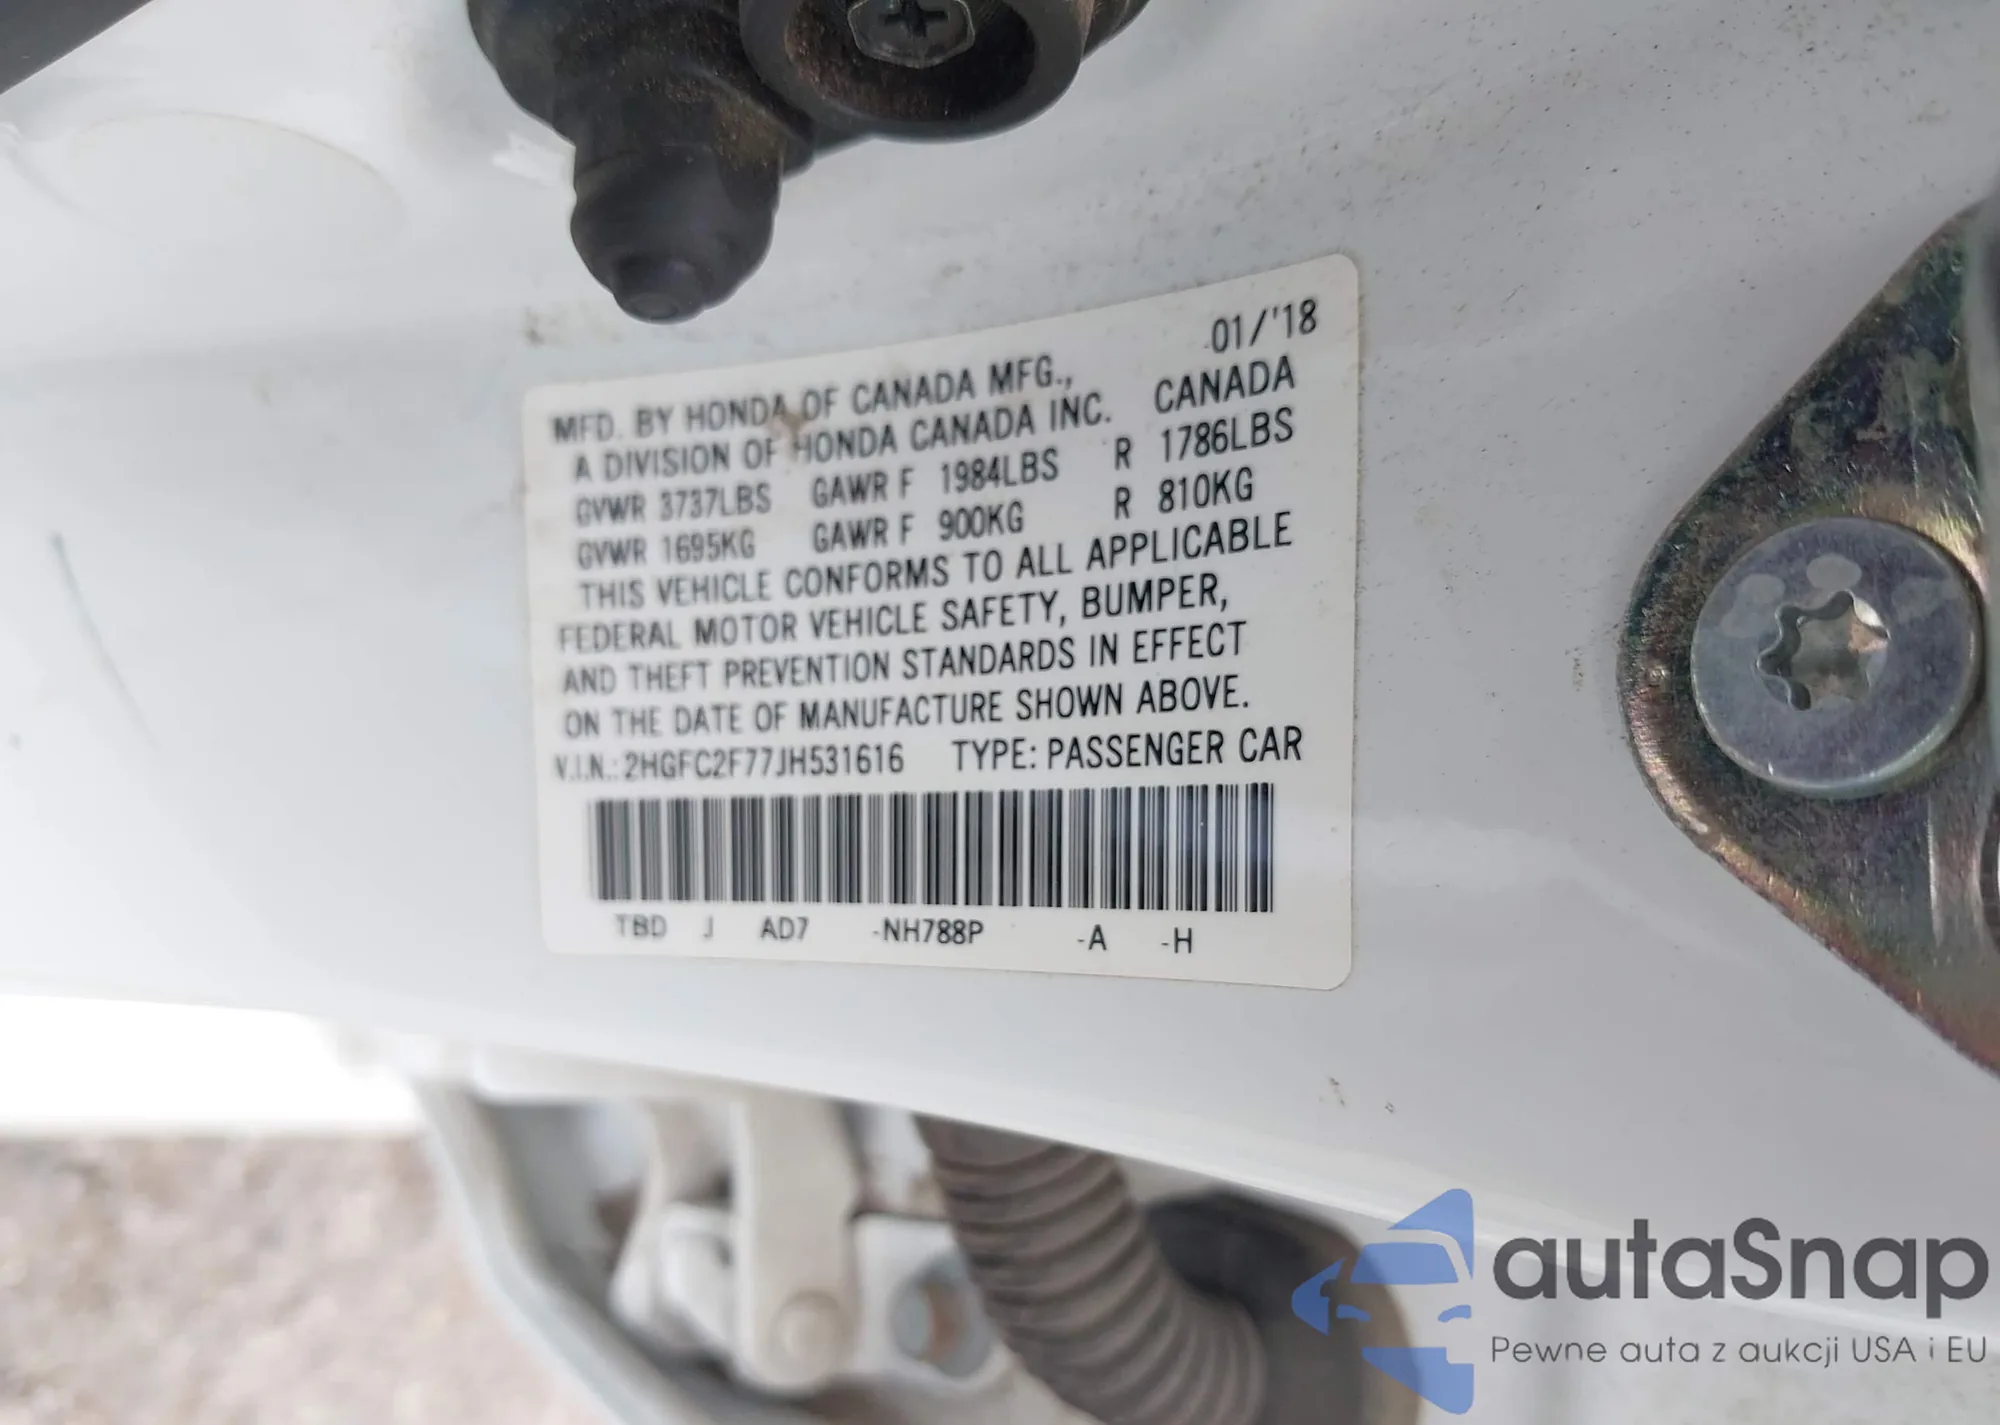 01/'18
MFD. BY HONDA OF CANADA MFG.,
A DIVISION OF HONDA CANADA INC. CANADA
GVWR 3737LBS GAWR F 1984LBS R 1786LBS
GVWR 1695KG GAWR F 900KG R 810KG
THIS VEHICLE CONFORMS TO ALL APPLICABLE
FEDERAL MOTOR VEHICLE SAFETY, BUMPER,
AND THEFT PREVENTION STANDARDS IN EFFECT
ON THE DATE OF MANUFACTURE SHOWN ABOVE.
V.I.N.: 2HGFC2F77JH531616 TYPE: PASSENGER CAR
TBD J AD7 -NH788P -A -H
autaSnap
Pewne auta z aukcji USA i EU